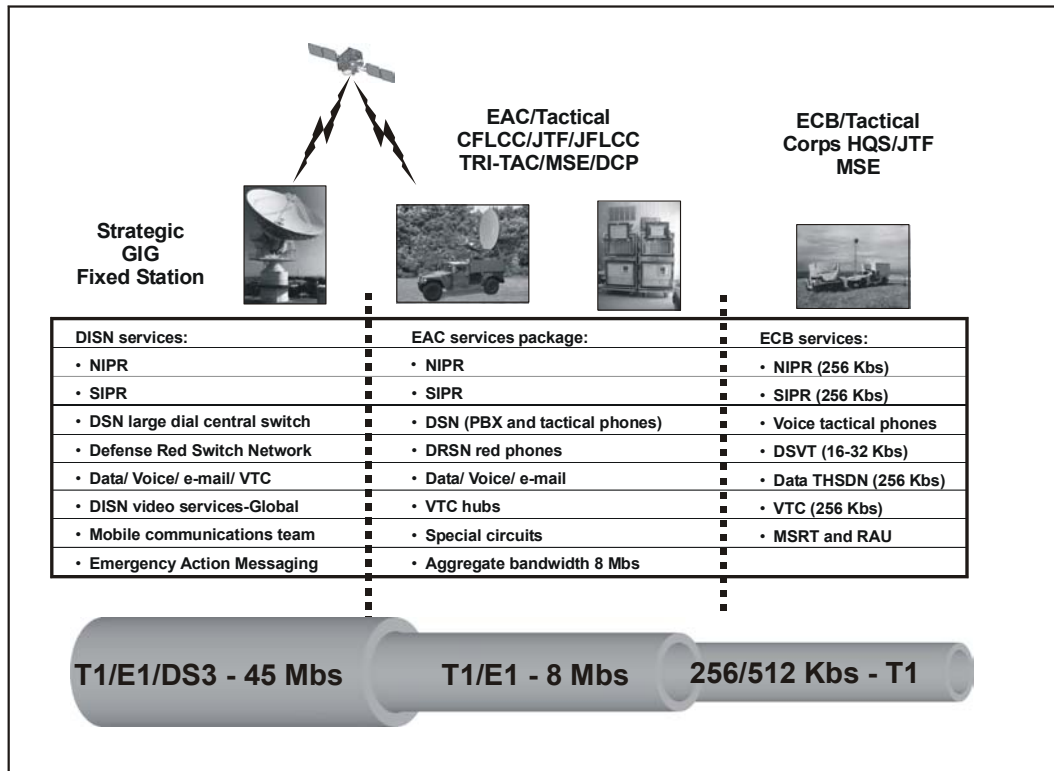 EAC/Tactical
CFLCC/JTF/JFLCC
TRI-TAC/MSE/DCP
ECB/Tactical
Corps HQS/JTF
MSE
Strategic
GIG
Fixed Station
DISN services:
• NIPR
• SIPR
• DSN large dial central switch
• Defense Red Switch Network
• Data/ Voice/ e-mail/ VTC
• DISN video services-Global
• Mobile communications team
• Emergency Action Messaging
EAC services package:
• NIPR
• SIPR
• DSN (PBX and tactical phones)
• DRSN red phones
• Data/ Voice/ e-mail
• VTC hubs
• Special circuits
• Aggregate bandwidth 8 Mbs
ECB services:
• NIPR (256 Kbs)
• SIPR (256 Kbs)
• Voice tactical phones
• DSVT (16-32 Kbs)
• Data THSDN (256 Kbs)
• VTC (256 Kbs)
• MSRT and RAU
T1/E1/DS3 - 45 Mbs
T1/E1 - 8 Mbs
256/512 Kbs - T1